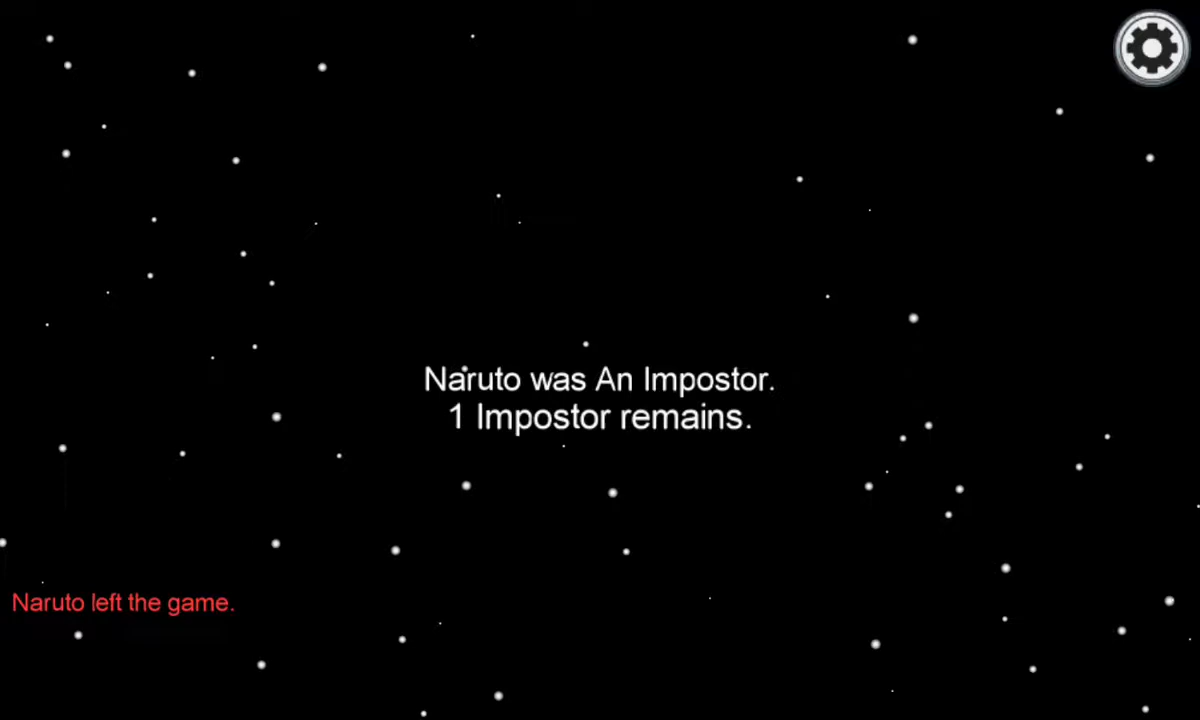 Naruto was An Impostor.
1 Impostor remains.
Naruto left the game.